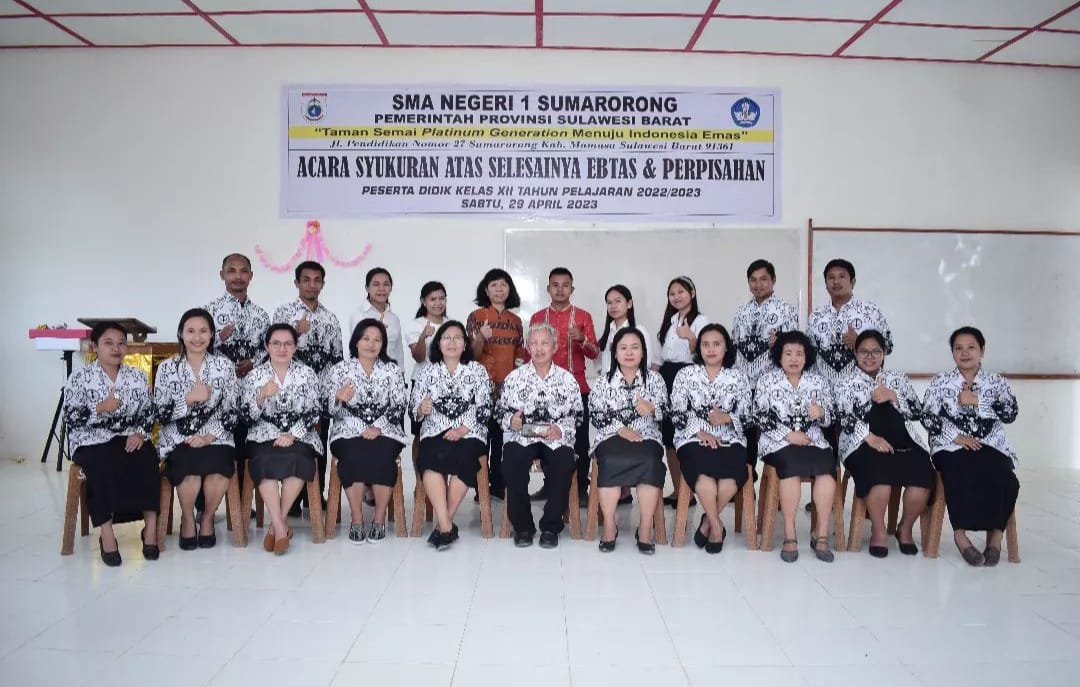 SMA NEGERI 1 SUMARORONG
PEMERINTAH PROVINSI SULAWESI BARAT
"Taman Semai Platinum Generation Menuju Indonesia Emas"
Jl. Pendidikan Nomor 27 Sumarorong Kab. Mamasa Sulawesi Barat 91361
ACARA SYUKURAN ATAS SELESAINYA EBTAS & PERPISAHAN
PESERTA DIDIK KELAS XII TAHUN PELAJARAN 2022/2023
SABTU, 29 APRIL 2023